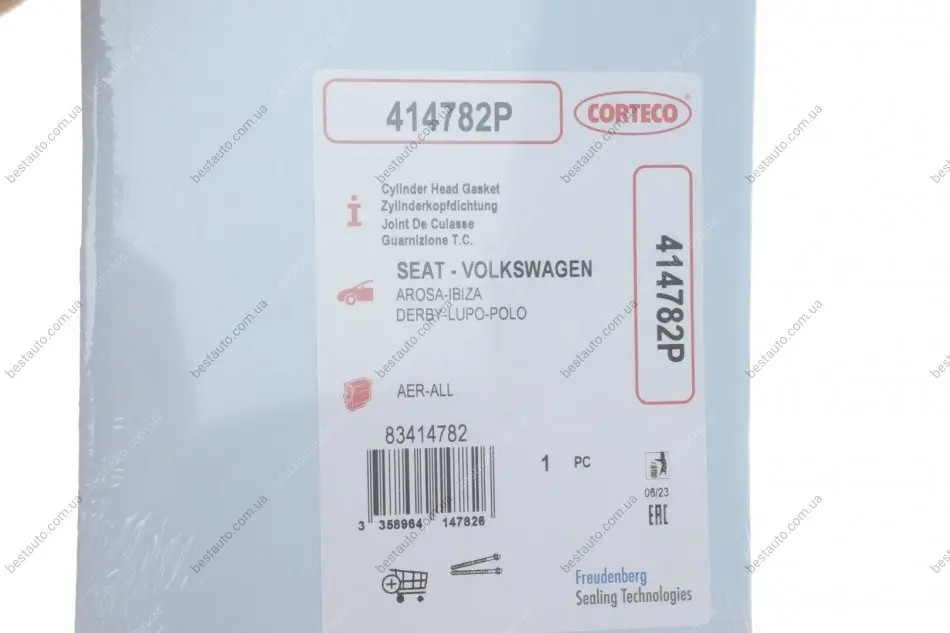 414782P
CORTECO
®
Cylinder Head Gasket
Zylinderkopfdichtung
Joint De Culasse
Guarnizione T.C.
SEAT - VOLKSWAGEN
AROSA-IBIZA
DERBY-LUPO-POLO
414782P
AER-ALL
83414782
1 PC
3 358964 147826
06/23
EAC
Freudenberg
Sealing Technologies
bestauto.com.ua